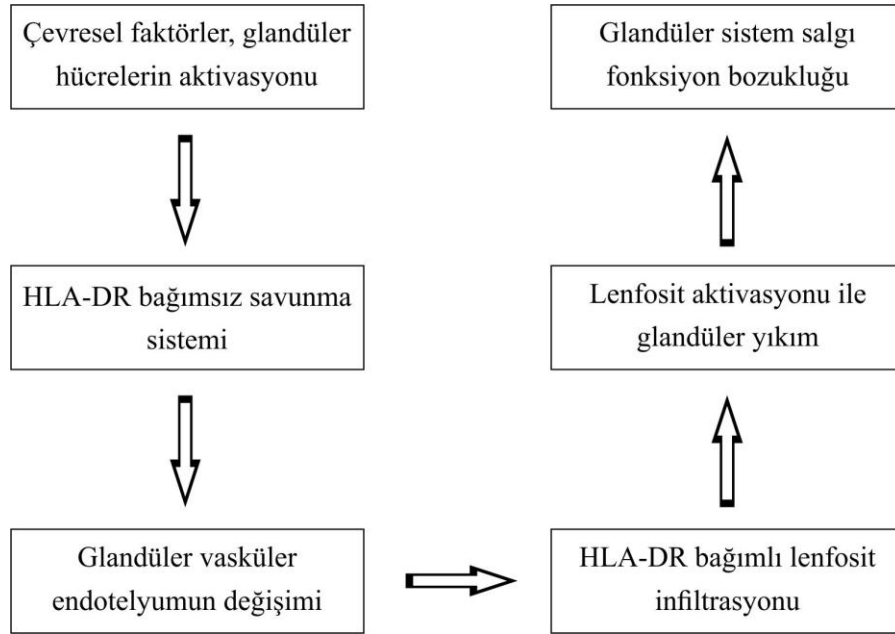 Çevresel faktörler, glandüler
hücrelerin aktivasyonu
HLA-DR bağımsız savunma
sistemi
Glandüler vasküler
endotelyumun değişimi
HLA-DR bağımlı lenfosit
infiltrasyonu
Lenfosit aktivasyonu ile
glandüler yıkım
Glandüler sistem salgı
fonksiyon bozukluğu